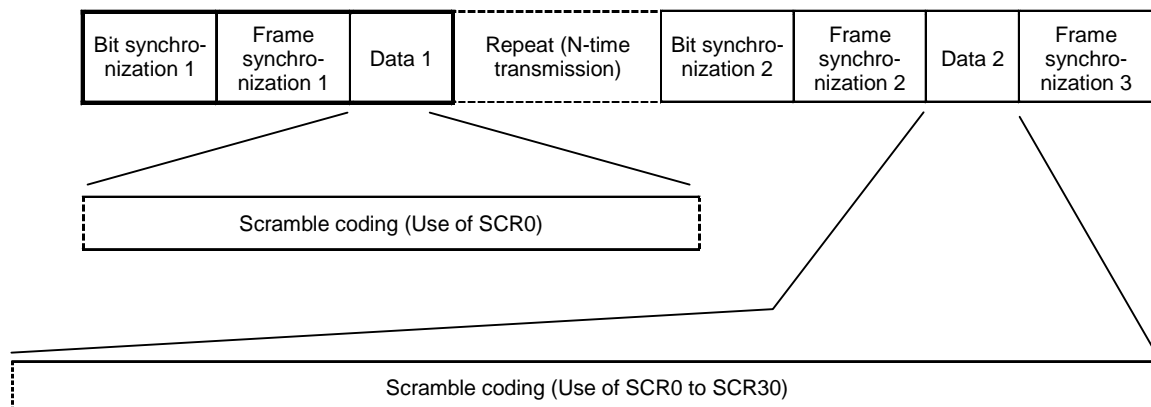 Bit synchro-
nization 1
Frame
synchro-
nization 1
Data 1
Repeat (N-time
transmission)
Bit synchro-
nization 2
Frame
synchro-
nization 2
Data 2
Frame
synchro-
nization 3
Scramble coding (Use of SCR0)
Scramble coding (Use of SCR0 to SCR30)